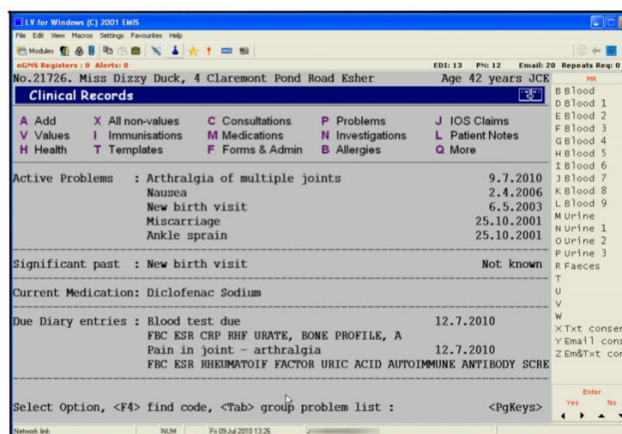 LV for Windows (C) 2001 EMIS
File Edit View Macros Settings Favourites Help
Modules
nGMS Registers : 0 Alerts: 0 EDI: 13 PN: 12 Email: 20 Repeats Req: 0
No.21726. Miss Dizzy Duck, 4 Claremont Pond Road Esher Age 42 years JCE
MR
Clinical Records
A Add X All non-values C Consultations P Problems J IOS Claims
V Values I Immunisations M Medications N Investigations L Patient Notes
H Health T Templates F Forms & Admin B Allergies Q More
Active Problems : Arthralgia of multiple joints 9.7.2010
Nausea 2.4.2006
New birth visit 6.5.2003
Miscarriage 25.10.2001
Ankle sprain 25.10.2001
Significant past : New birth visit Not known
Current Medication: Diclofenac Sodium
Due Diary entries : Blood test due 12.7.2010
FBC ESR CRP RHF URATE, BONE PROFILE, A
Pain in joint - arthralgia 12.7.2010
FBC ESR RHEUMATOIF FACTOR URIC ACID AUTOIMMUNE ANTIBODY SCRE
Select Option, <F4> find code, <Tab> group problem list : <PgKeys>
B Blood
D Blood 1
E Blood 2
F Blood 3
G Blood 4
H Blood 5
I Blood 6
J Blood 7
K Blood 8
L Blood 9
M Urine
N Urine 1
O Urine 2
P Urine 3
R Faeces
T
U
V
W
X Txt conse
Y Email cons
Z Em&Txt co
Enter
Yes No
Network link NUM Fri 09 Jul 2010 13:26